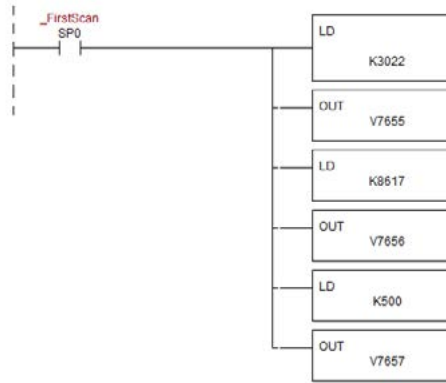 _FirstScan
SP0
LD
K3022
OUT
V7655
LD
K8617
OUT
V7656
LD
K500
OUT
V7657